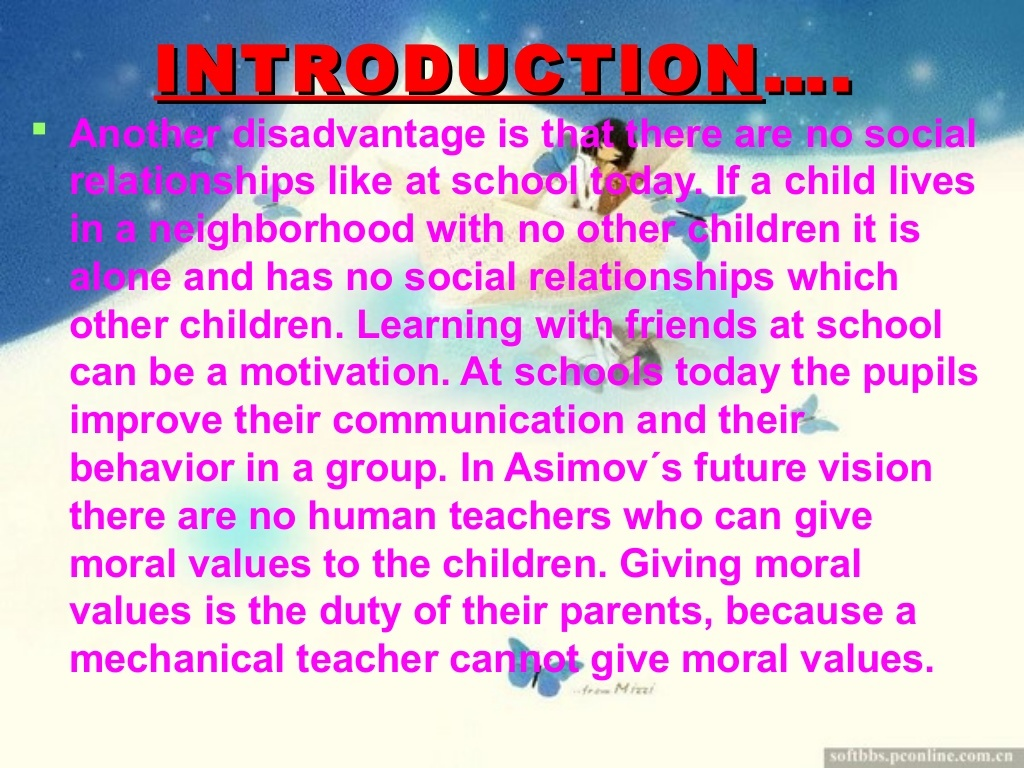 INTRODUCTION….
Another disadvantage is that there are no social
relationships like at school today. If a child lives
in a neighborhood with no other children it is
alone and has no social relationships which
other children. Learning with friends at school
can be a motivation. At schools today the pupils
improve their communication and their
behavior in a group. In Asimov´s future vision
there are no human teachers who can give
moral values to the children. Giving moral
values is the duty of their parents, because a
mechanical teacher cannot give moral values.
...from Mizzi
softbbs.pconline.com.cn